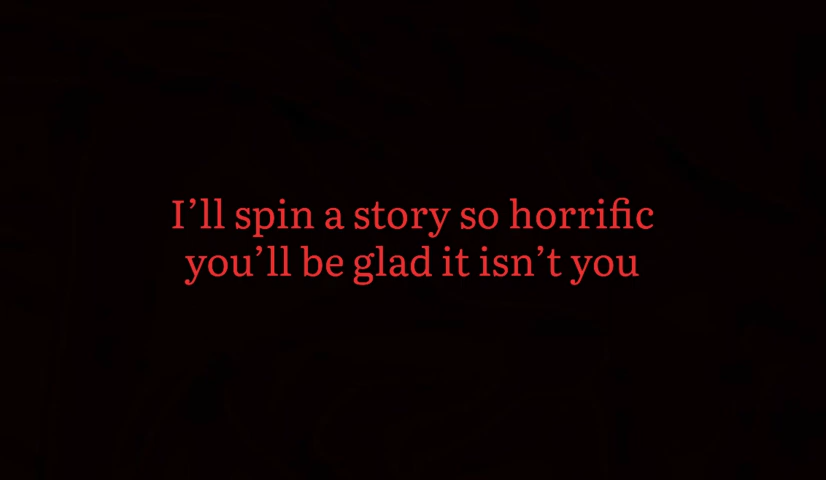 I’ll spin a story so horrific
you’ll be glad it isn’t you